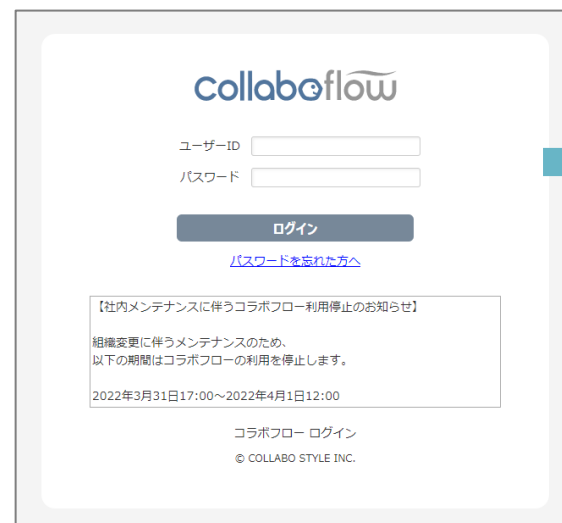 collaboflow
ユーザーID
パスワード
ログイン
パスワードを忘れた方へ
【社内メンテナンスに伴うコラボフロー利用停止のお知らせ】
組織変更に伴うメンテナンスのため、
以下の期間はコラボフローの利用を停止します。
2022年3月31日17:00～2022年4月1日12:00
コラボフロー ログイン
© COLLABO STYLE INC.